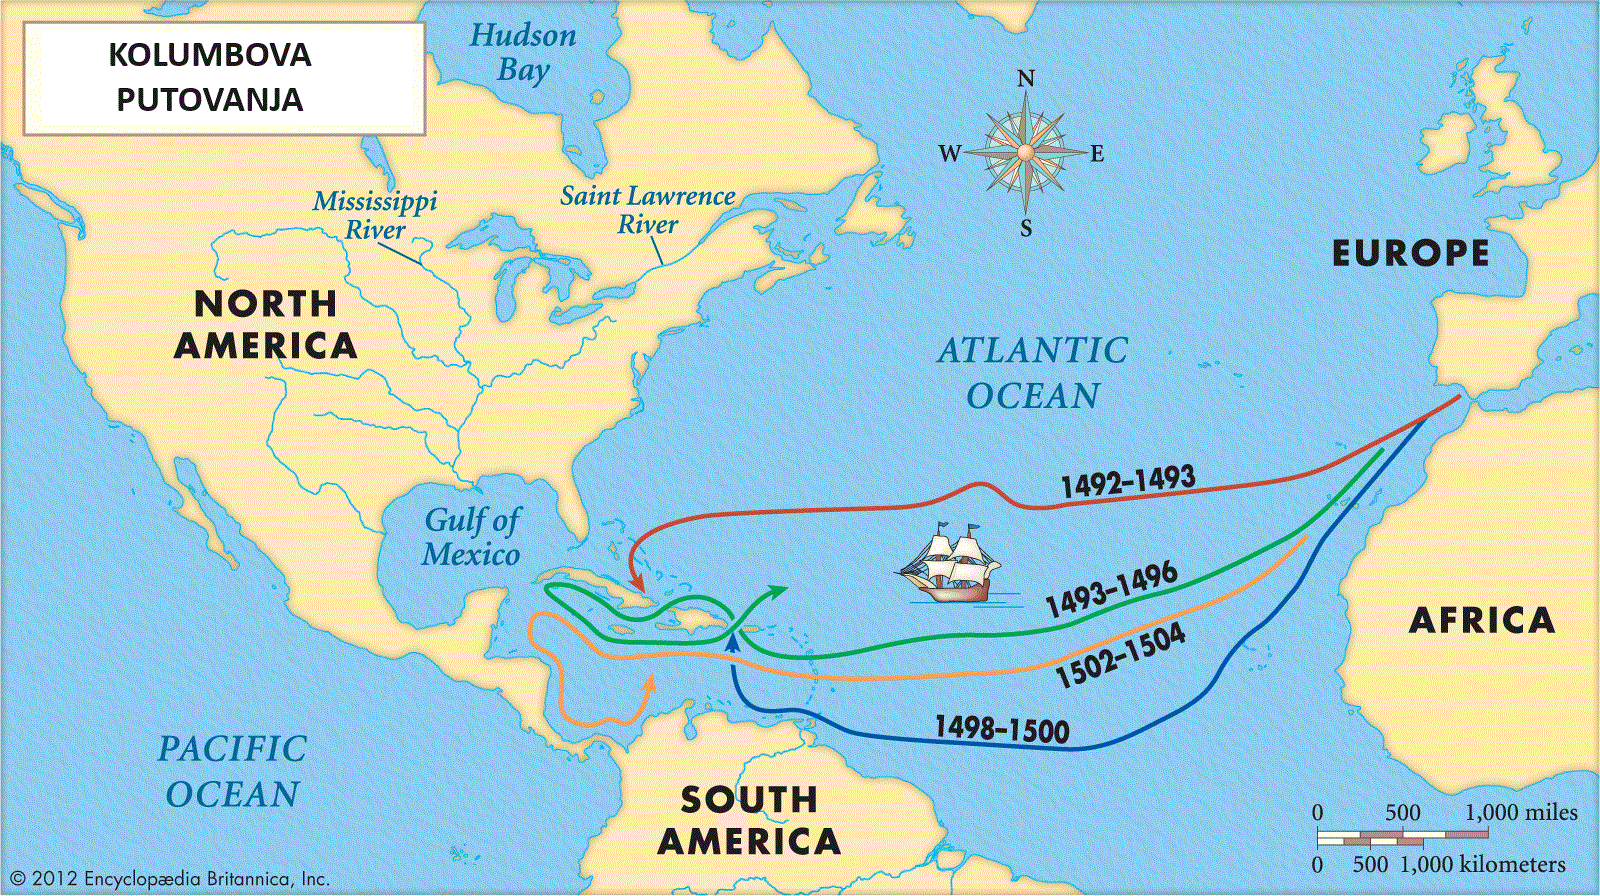 KOLUMBOVA
PUTOVANJA
Hudson
Bay
N
W
E
S
Mississippi
River
Saint Lawrence
River
EUROPE
NORTH
AMERICA
ATLANTIC
OCEAN
1492–1493
Gulf of
Mexico
1493–1496
AFRICA
1502–1504
1498–1500
PACIFIC
OCEAN
SOUTH
AMERICA
0 500 1,000 miles
0 500 1,000 kilometers
© 2012 Encyclopædia Britannica, Inc.